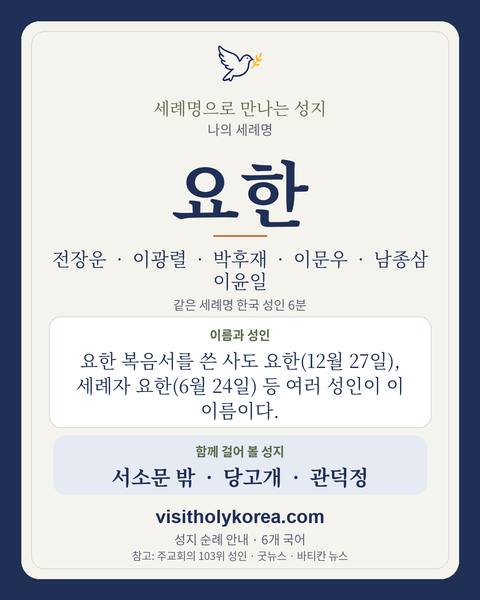 세례명으로 만나는 성지
나의 세례명
요한
전장운 · 이광렬 · 박후재 · 이문우 · 남종삼
이윤일
같은 세례명 한국 성인 6분
이름과 성인
요한 복음서를 쓴 사도 요한(12월 27일),
세례자 요한(6월 24일) 등 여러 성인이 이
이름이다.
함께 걸어 볼 성지
서소문 밖 · 당고개 · 관덕정
visitholykorea.com
성지 순례 안내 · 6개 국어
참고: 주교회의 103위 성인 · 굿뉴스 · 바티칸 뉴스